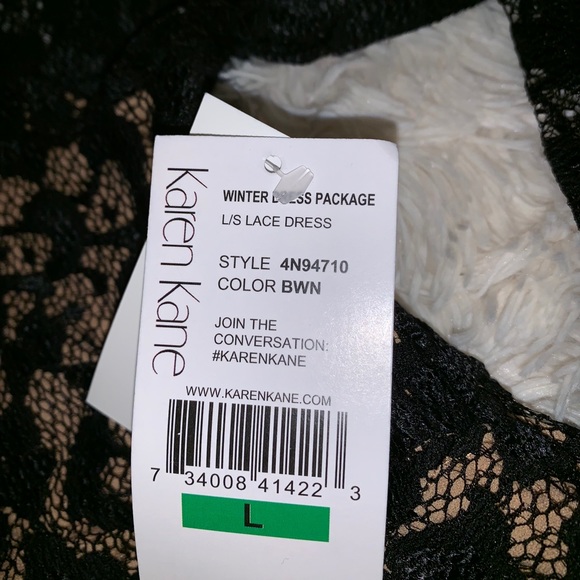 Karen Kane
WINTER DRESS PACKAGE
L/S LACE DRESS
STYLE 4N94710
COLOR BWN
JOIN THE
CONVERSATION:
#KARENKANE
WWW.KARENKANE.COM
7 34008 41422 3
L